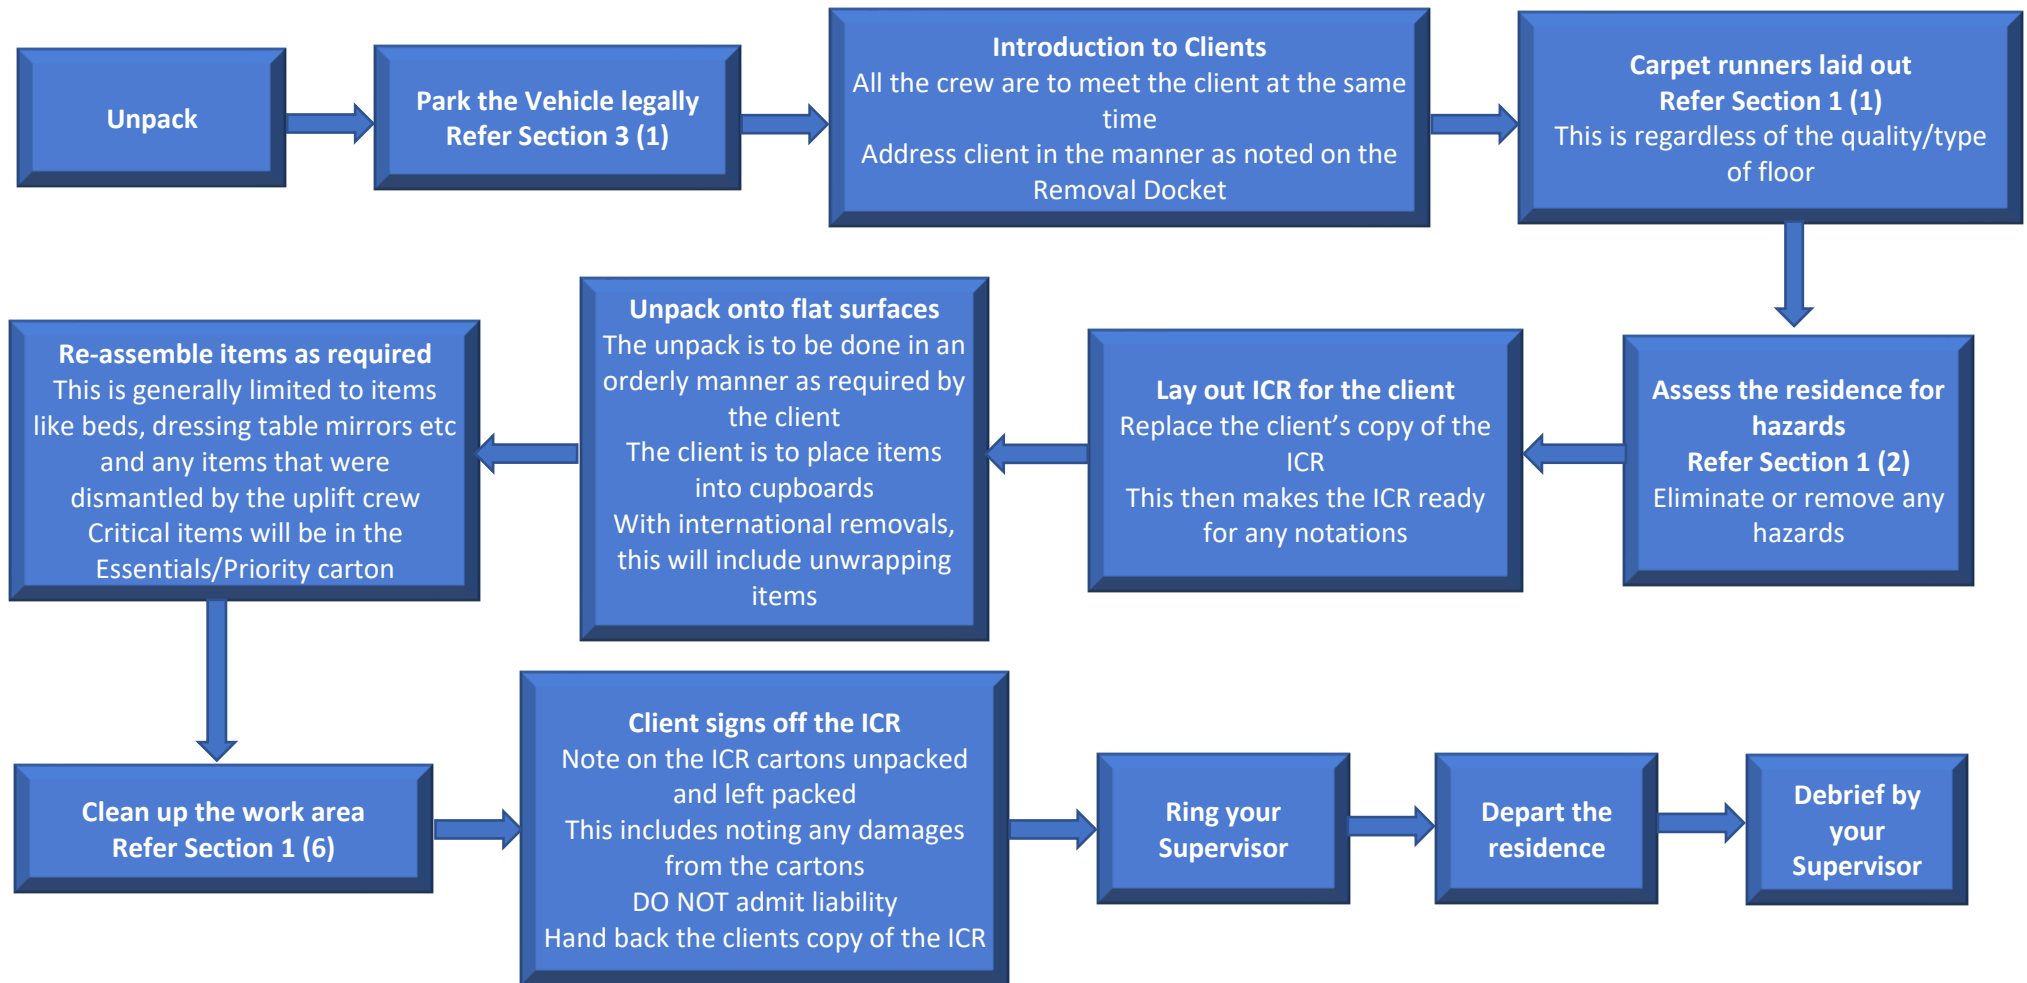 Unpack
Park the Vehicle legally
Refer Section 3 (1)
Introduction to Clients
All the crew are to meet the client at the same
time
Address client in the manner as noted on the
Removal Docket
Carpet runners laid out
Refer Section 1 (1)
This is regardless of the quality/type
of floor
Assess the residence for
hazards
Refer Section 1 (2)
Eliminate or remove any
hazards
Lay out ICR for the client
Replace the client’s copy of the
ICR
This then makes the ICR ready
for any notations
Unpack onto flat surfaces
The unpack is to be done in an
orderly manner as required by
the client
The client is to place items
into cupboards
With international removals,
this will include unwrapping
items
Re-assemble items as required
This is generally limited to items
like beds, dressing table mirrors etc
and any items that were
dismantled by the uplift crew
Critical items will be in the
Essentials/Priority carton
Clean up the work area
Refer Section 1 (6)
Client signs off the ICR
Note on the ICR cartons unpacked
and left packed
This includes noting any damages
from the cartons
DO NOT admit liability
Hand back the clients copy of the ICR
Ring your
Supervisor
Depart the
residence
Debrief by
your
Supervisor